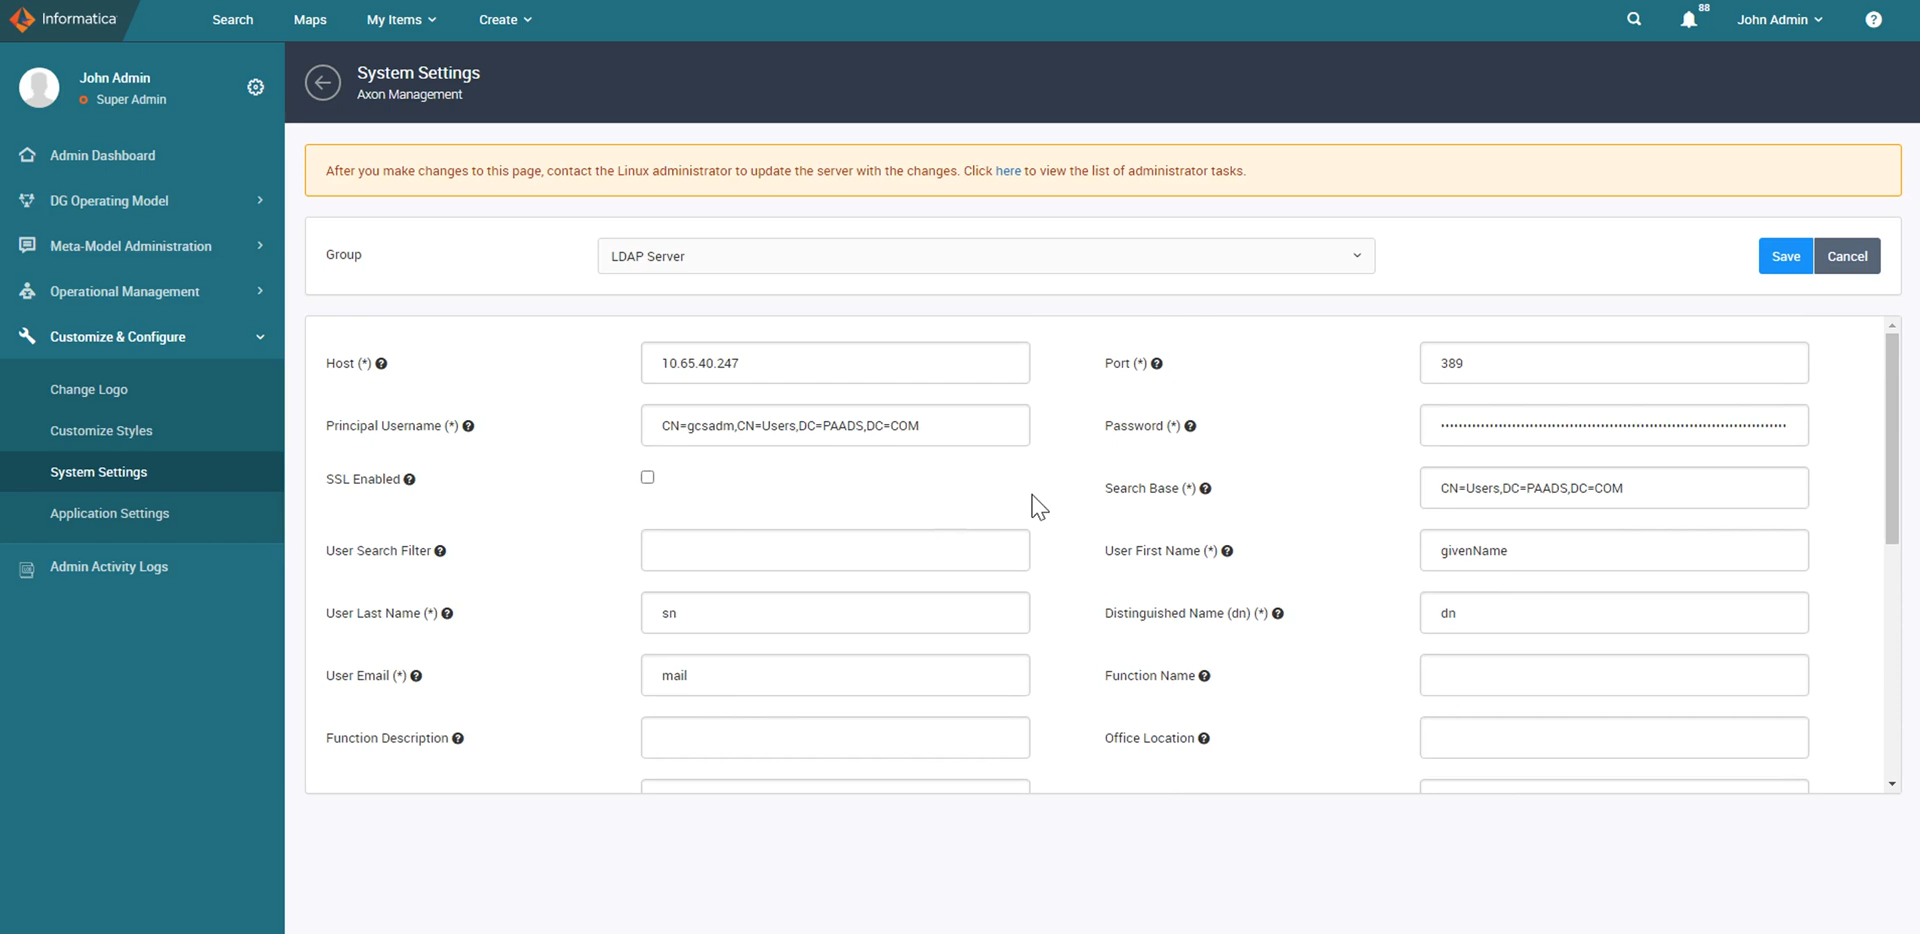 Informatica
Search
Maps
My Items
Create
88
John Admin
John Admin
Super Admin
System Settings
Axon Management
Admin Dashboard
DG Operating Model
Meta-Model Administration
Operational Management
Customize & Configure
Change Logo
Customize Styles
System Settings
Application Settings
Admin Activity Logs
After you make changes to this page, contact the Linux administrator to update the server with the changes. Click here to view the list of administrator tasks.
Group
LDAP Server
Save
Cancel
Host (*)
10.65.40.247
Port (*)
389
Principal Username (*)
CN=gcsadm,CN=Users,DC=PAADS,DC=COM
Password (*)
SSL Enabled
Search Base (*)
CN=Users,DC=PAADS,DC=COM
User Search Filter
User First Name (*)
givenName
User Last Name (*)
sn
Distinguished Name (dn) (*)
dn
User Email (*)
mail
Function Name
Function Description
Office Location